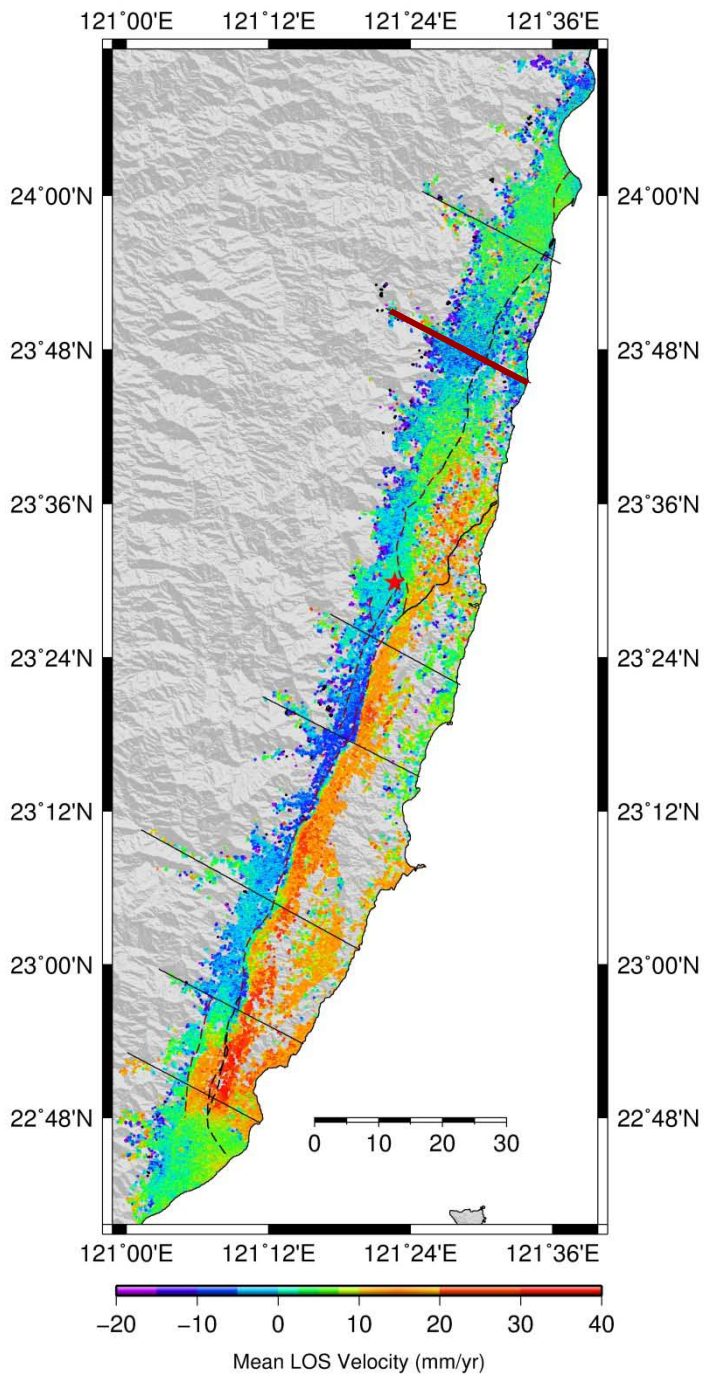 121˚00'E 121˚12'E 121˚24'E 121˚36'E
24˚00'N 24˚00'N
23˚48'N 23˚48'N
23˚36'N 23˚36'N
23˚24'N 23˚24'N
23˚12'N 23˚12'N
23˚00'N 23˚00'N
22˚48'N 22˚48'N
0 10 20 30
121˚00'E 121˚12'E 121˚24'E 121˚36'E
−20 −10 0 10 20 30 40
Mean LOS Velocity (mm/yr)